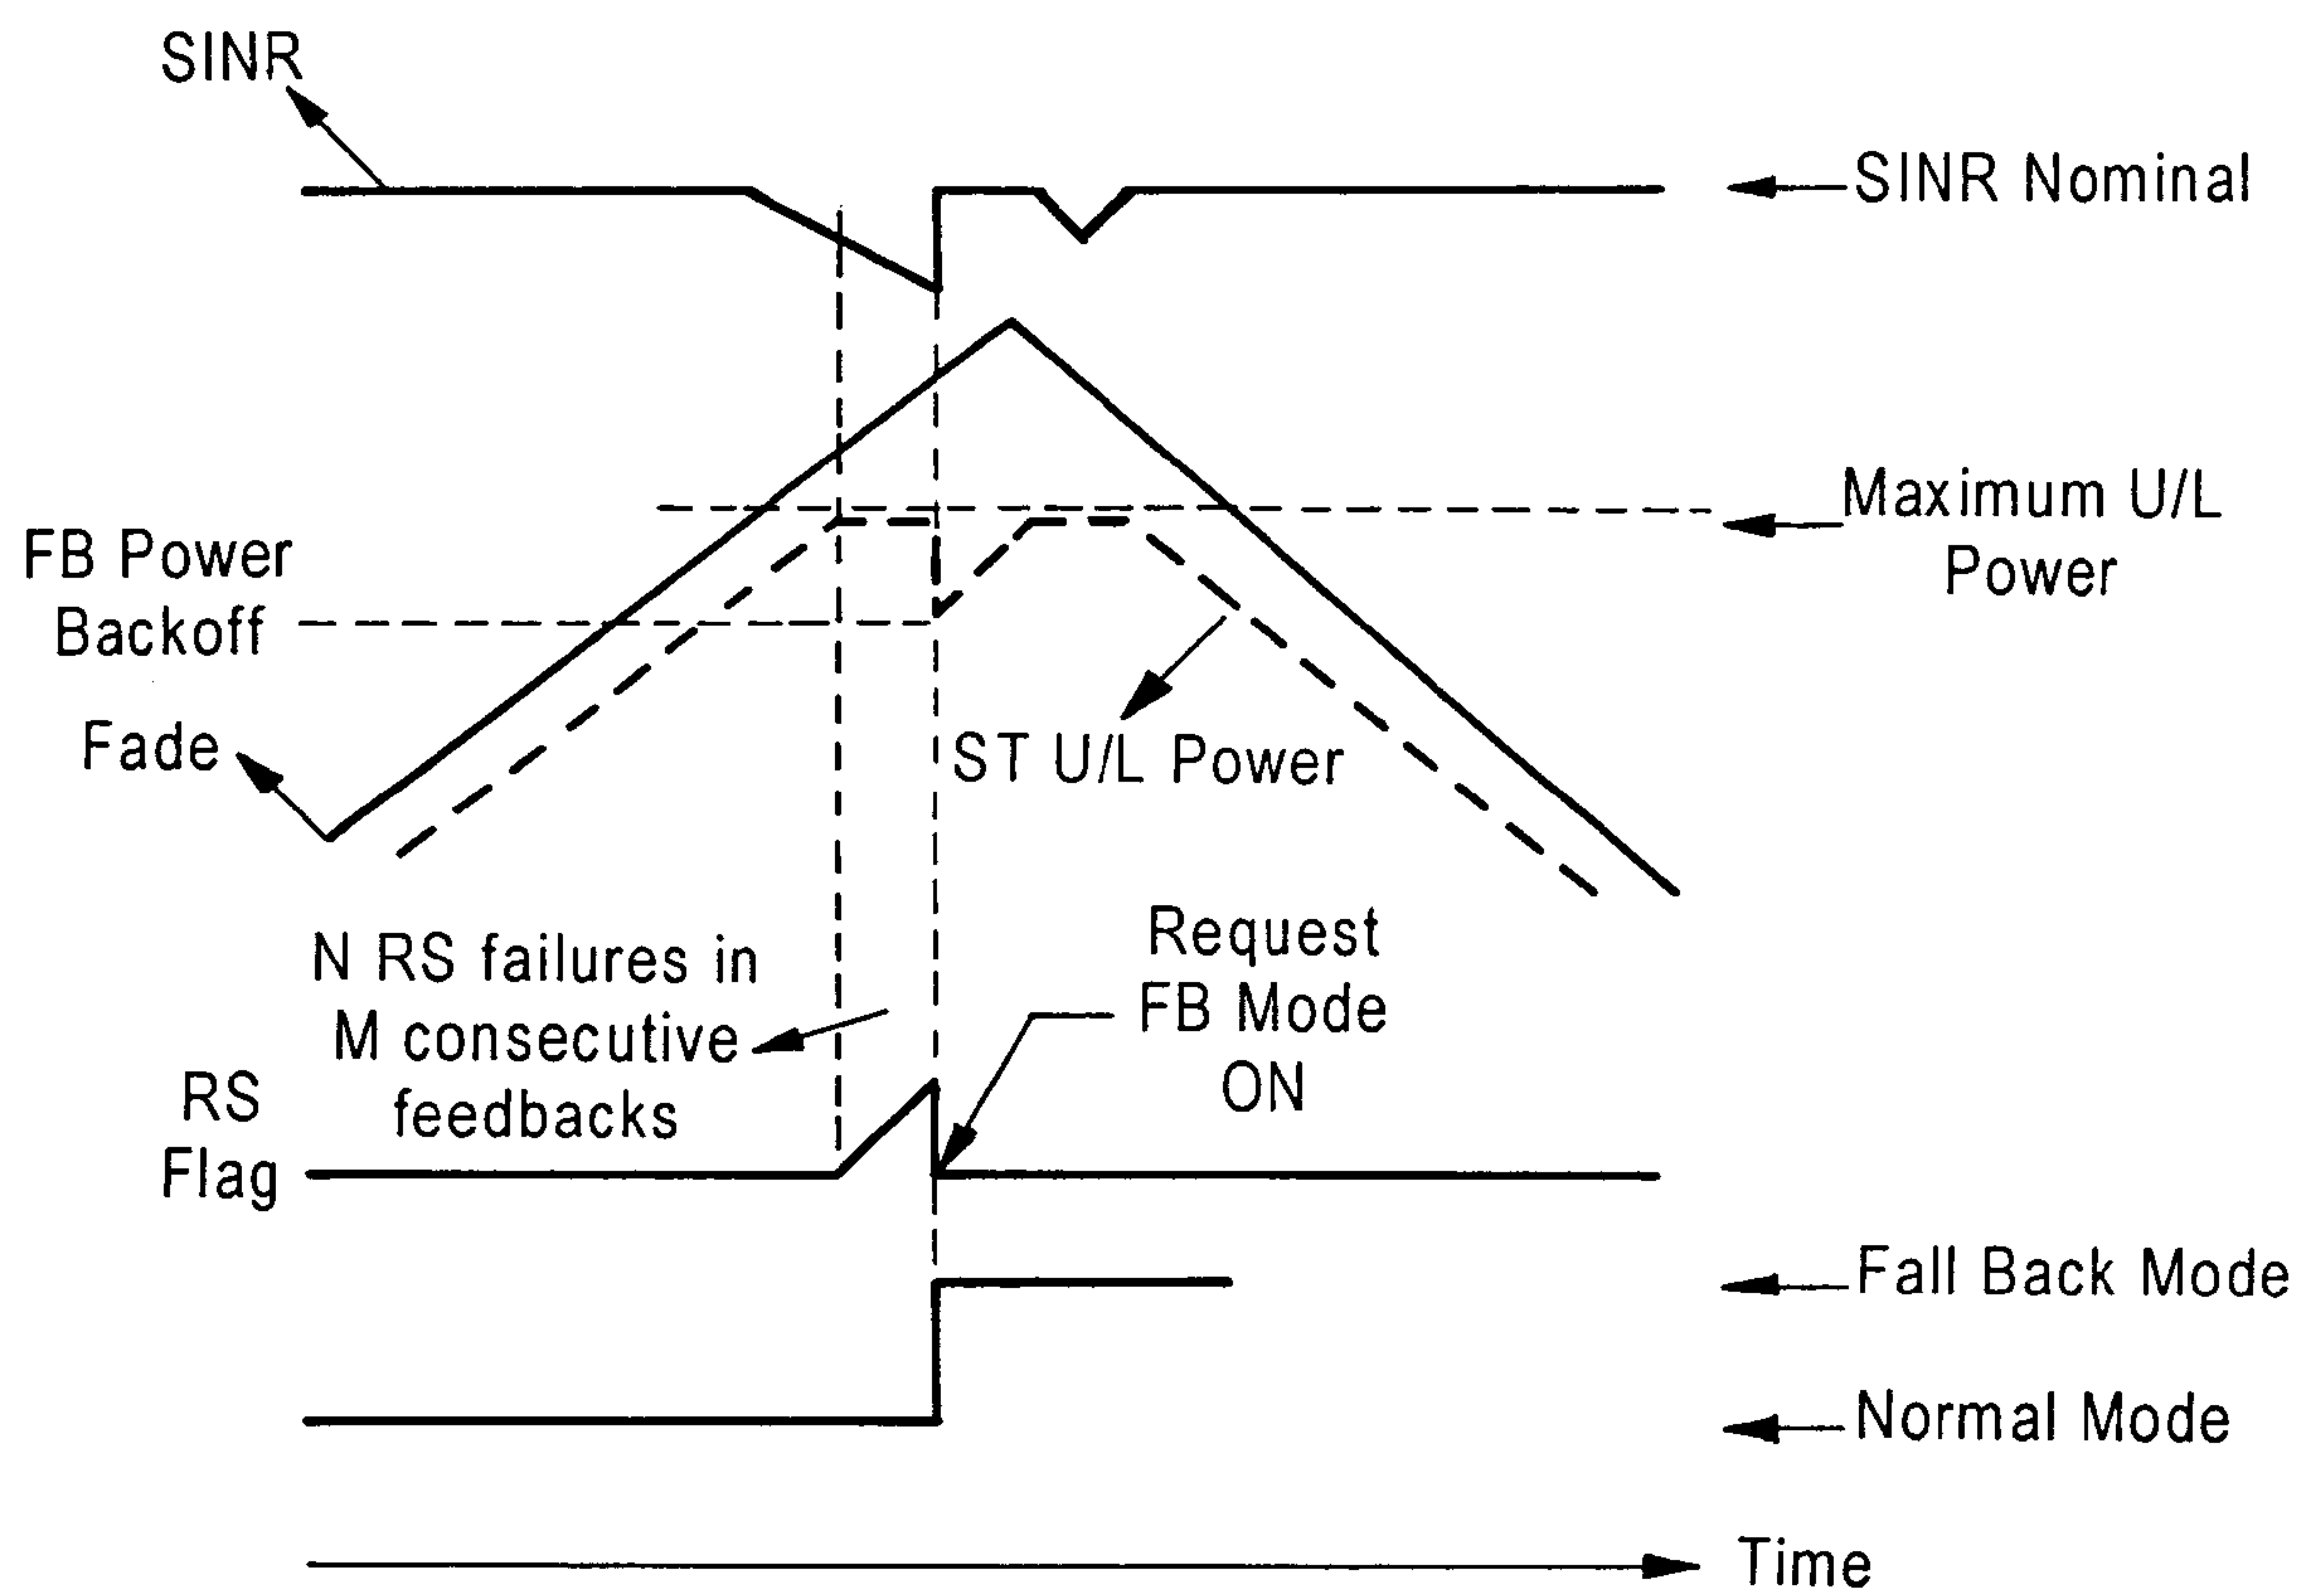 SINR
SINR Nominal
Maximum U/L
Power
FB Power
Backoff
Fade
ST U/L Power
N RS failures in
M consecutive
feedbacks
Request
FB Mode
ON
RS
Flag
Fall Back Mode
Normal Mode
Time